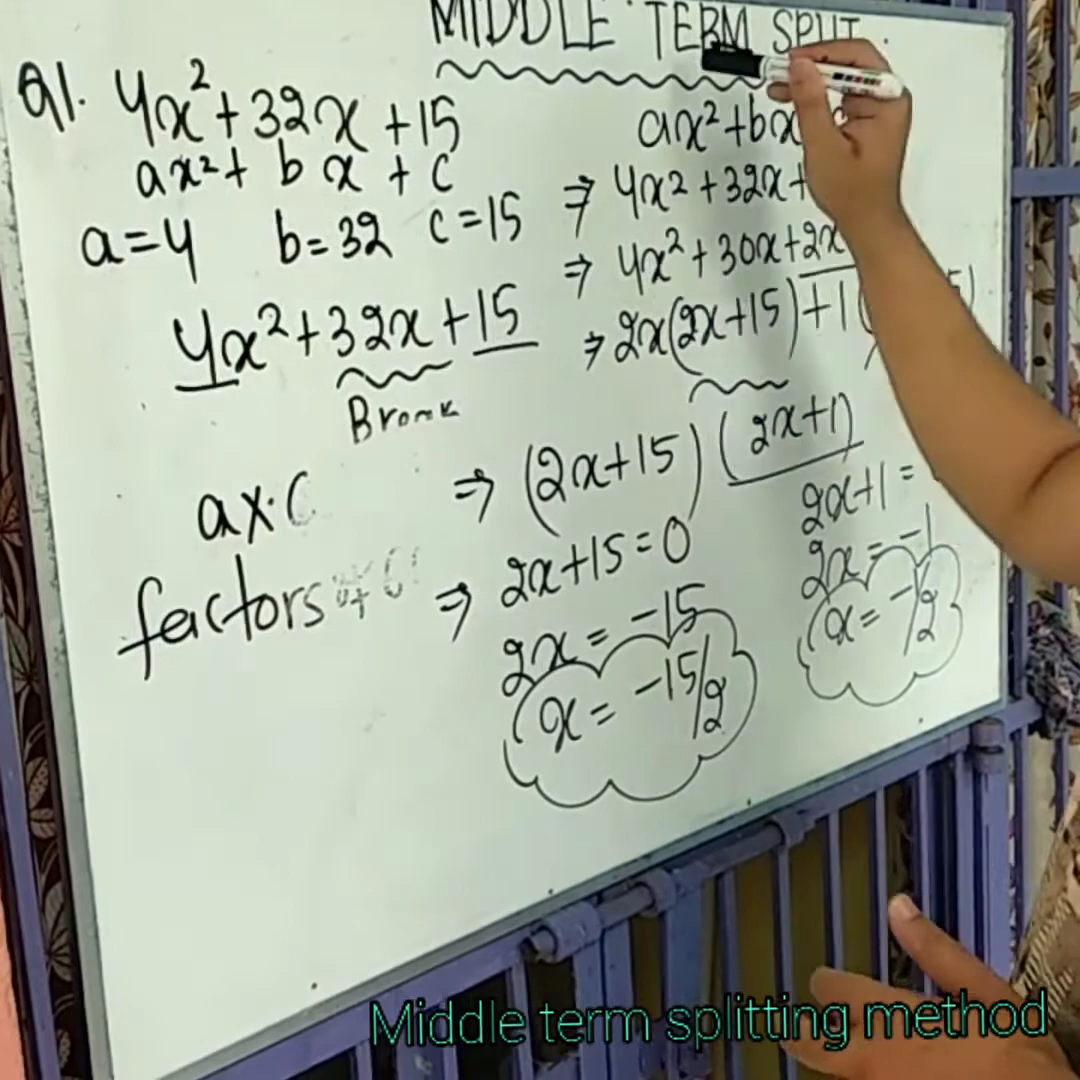 MIDDLE TERM SPLIT
Q1. 4x² + 32x + 15
ax² + bx + c
a = 4 b = 32 c = 15
4x² + 32x + 15
Break
ax·c
factors
ax² + bx
⇒ 4x² + 32x +
⇒ 4x² + 30x + 2x
⇒ 2x(2x+15) + 1(
⇒ (2x+15) (2x+1)
⇒ 2x+15 = 0
2x = -15
x = -15/2
2x+1 =
2x = -1
x = -1/2
Middle term splitting method